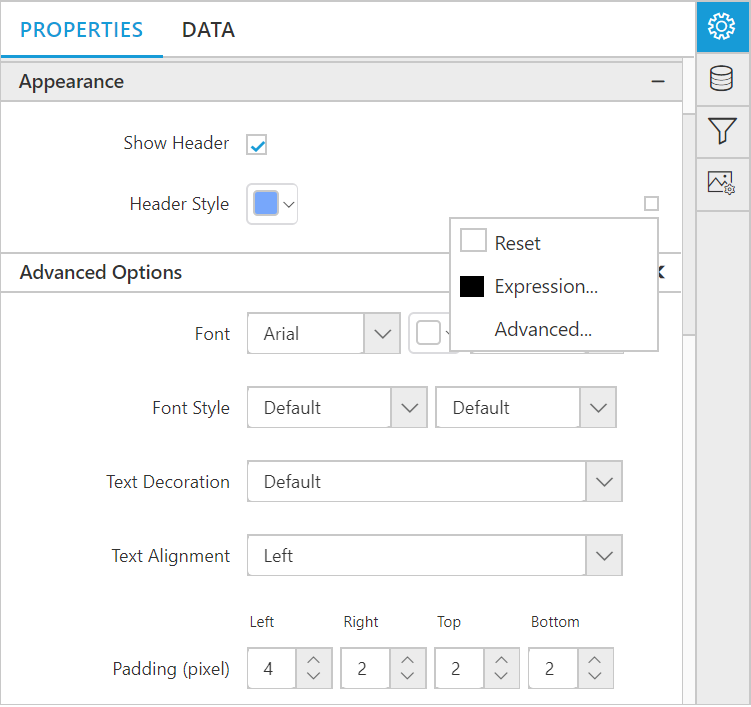 PROPERTIES DATA
Appearance
Show Header
Header Style
Reset
Advanced Options
Expression...
Advanced...
Font Arial
Font Style Default Default
Text Decoration Default
Text Alignment Left
Left Right Top Bottom
Padding (pixel) 4 2 2 2